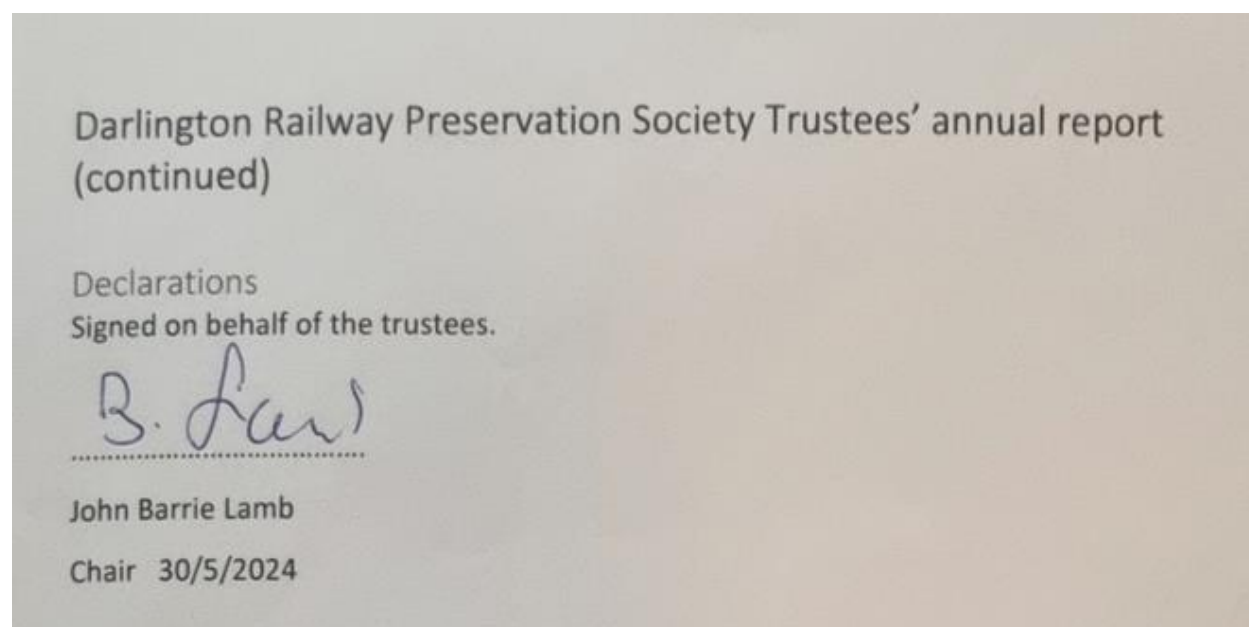 Darlington Railway Preservation Society Trustees’ annual report
(continued)
Declarations
Signed on behalf of the trustees.
B. Lamb
John Barrie Lamb
Chair 30/5/2024